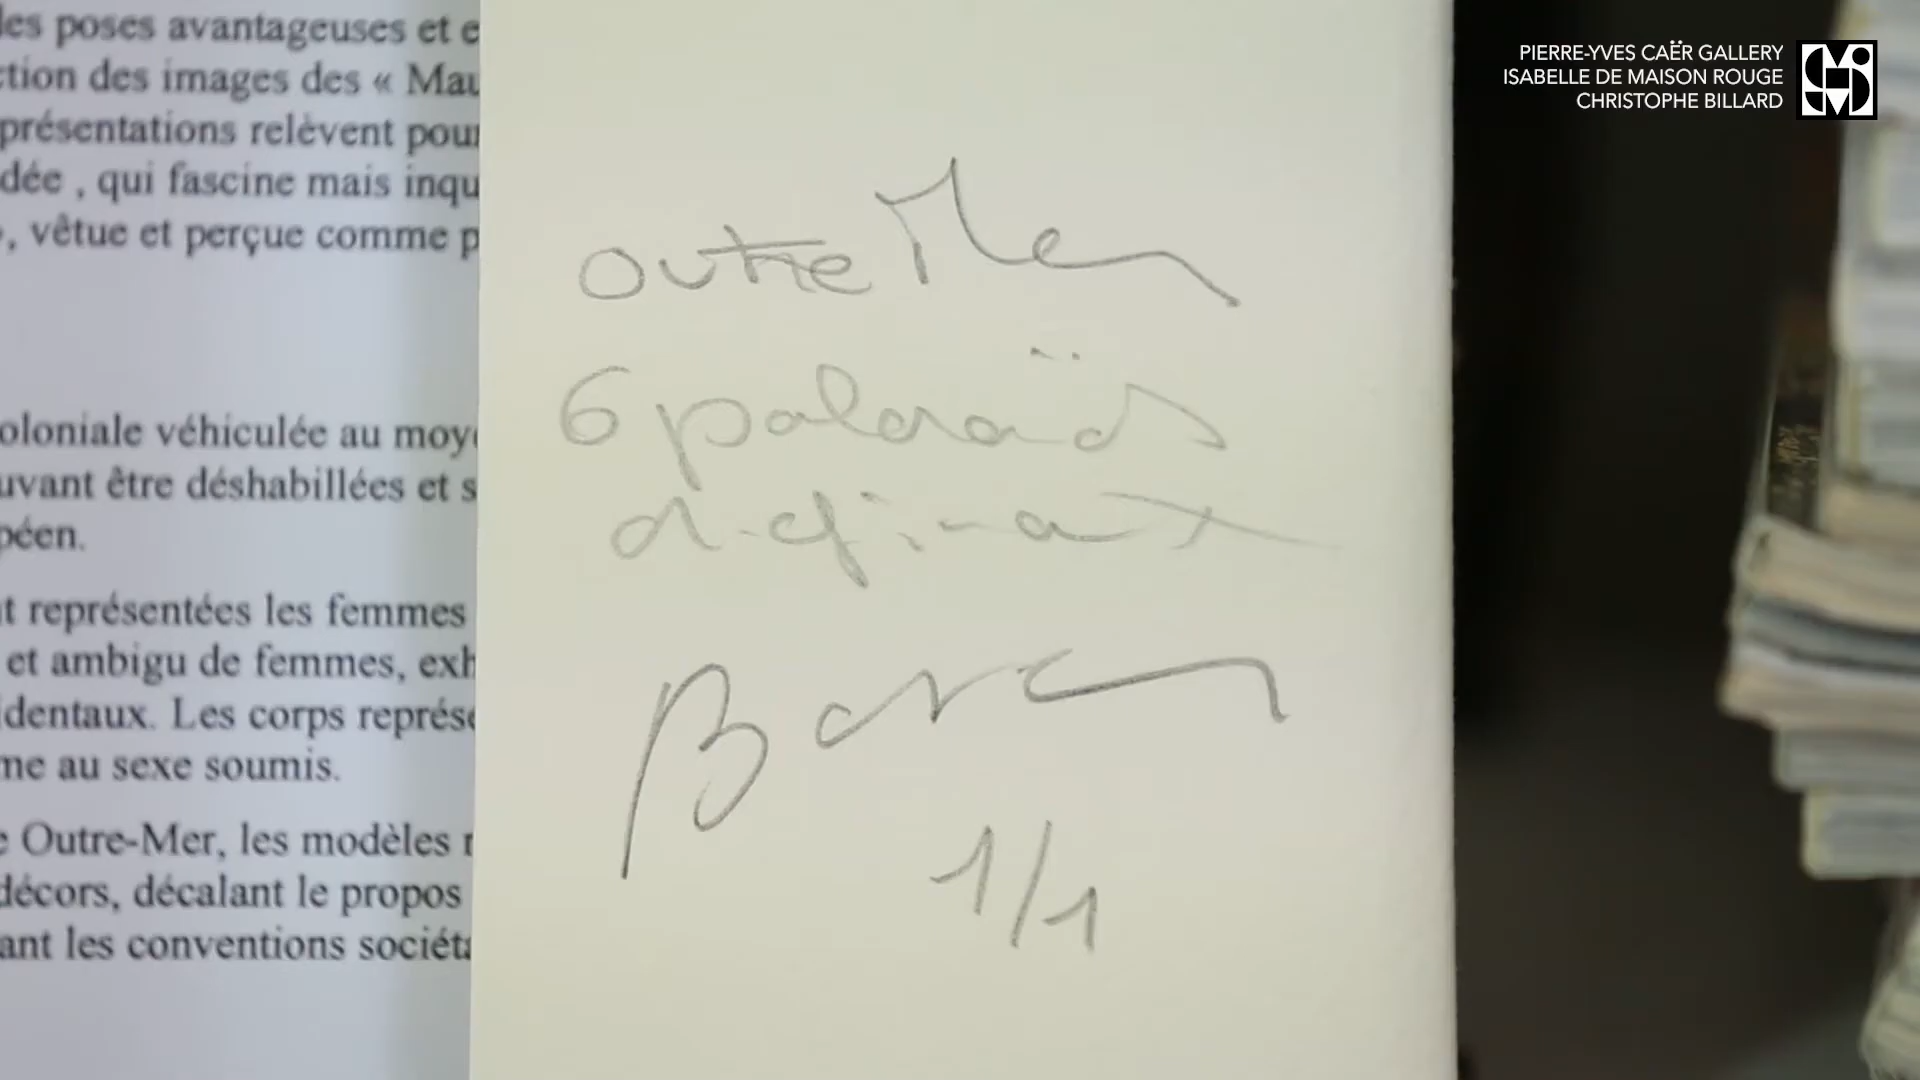 les poses avantageuses et e
ction des images des « Mau
présentations relèvent pour
dée , qui fascine mais inqu
, vêtue et perçue comme p
oloniale véhiculée au moye
uvant être déshabillées et s
péen.
t représentées les femmes
et ambigu de femmes, exh
identaux. Les corps représe
me au sexe soumis.
e Outre-Mer, les modèles r
décors, décalant le propos
ant les conventions sociéta
outre Mer
6 polaroïds
1/1
PIERRE-YVES CAËR GALLERY
ISABELLE DE MAISON ROUGE
CHRISTOPHE BILLARD